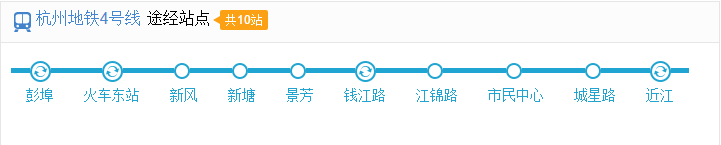 杭州地铁4号线 途经站点 共10站
彭埠 火车东站 新风 新塘 景芳 钱江路 江锦路 市民中心 城星路 近江